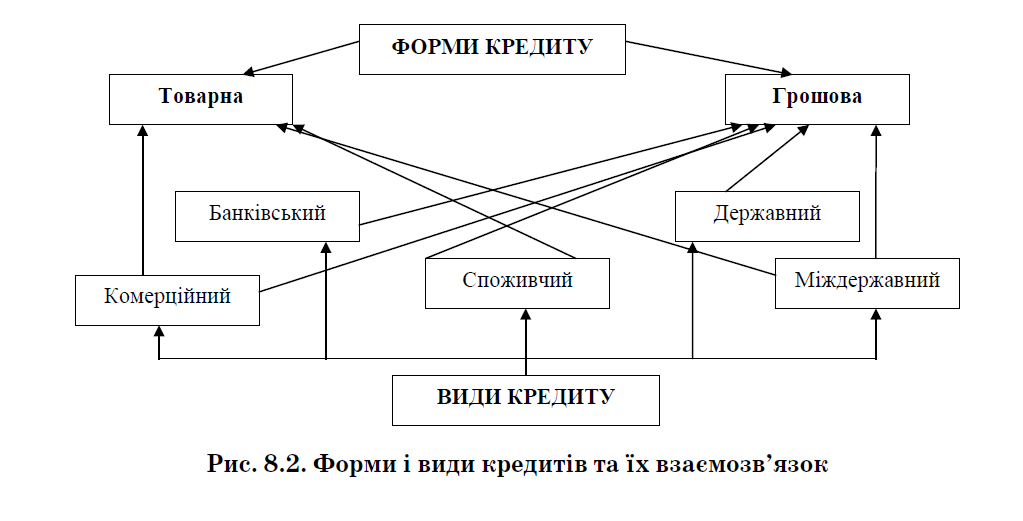 ФОРМИ КРЕДИТУ
Товарна
Грошова
Банківський
Державний
Комерційний
Споживчий
Міждержавний
ВИДИ КРЕДИТУ
Рис. 8.2. Форми і види кредитів та їх взаємозв’язок